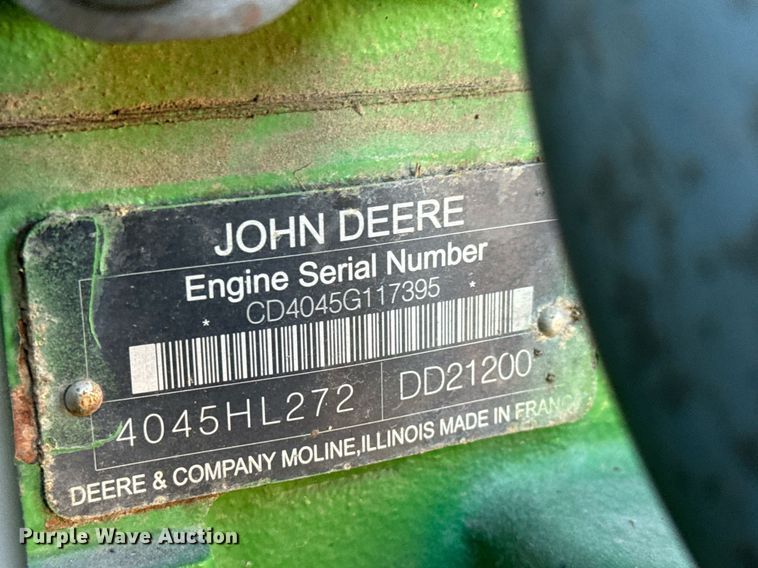 JOHN DEERE
Engine Serial Number
* CD4045G117395 *
4045HL272 DD21200
DEERE & COMPANY MOLINE,ILLINOIS MADE IN FRANC
Purple Wave Auction